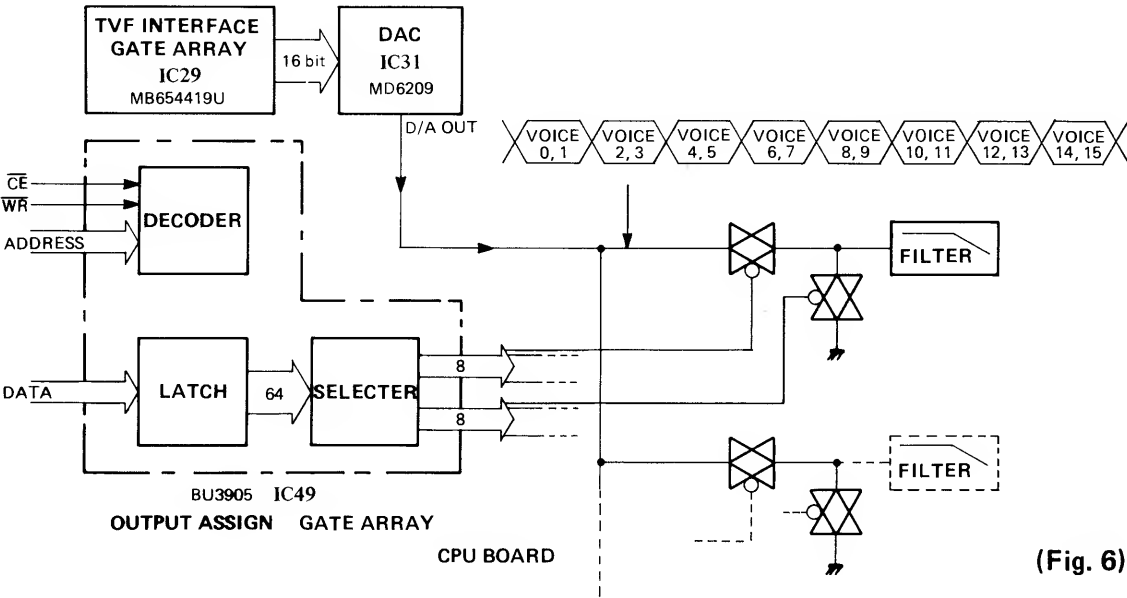 TVF INTERFACE
GATE ARRAY
IC29
MB654419U
16 bit
DAC
IC31
MD6209
D/A OUT
VOICE
0, 1
VOICE
2, 3
VOICE
4, 5
VOICE
6, 7
VOICE
8, 9
VOICE
10, 11
VOICE
12, 13
VOICE
14, 15
CE
WR
ADDRESS
DECODER
FILTER
DATA
LATCH
64
SELECTER
8
8
FILTER
BU3905 IC49
OUTPUT ASSIGN GATE ARRAY
CPU BOARD
(Fig. 6)